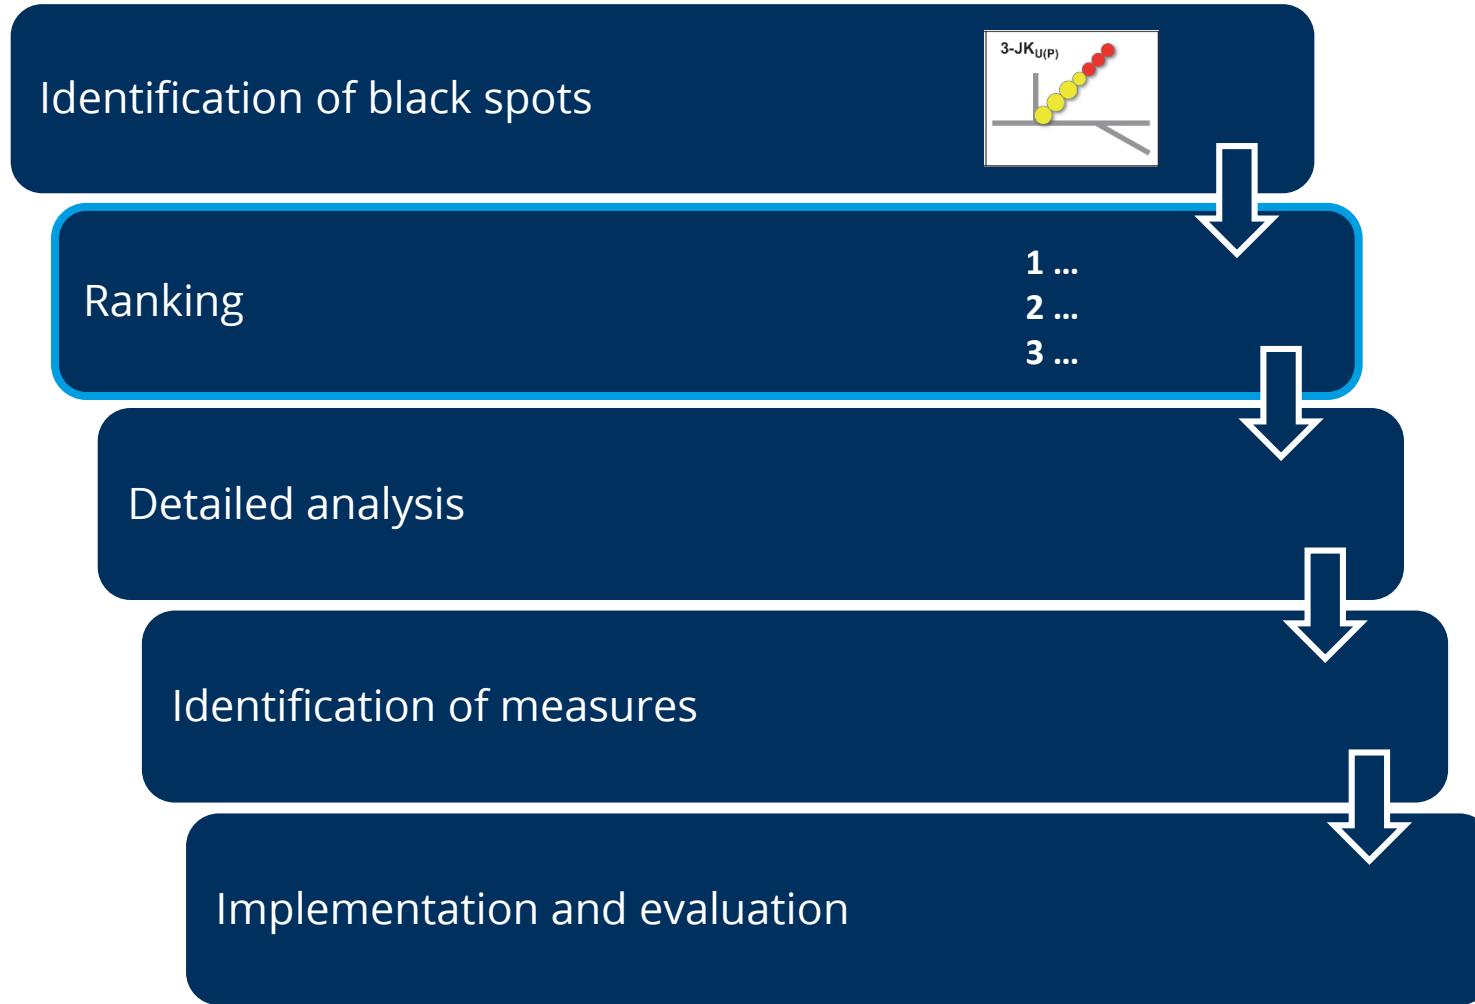 Identification of black spots
3-JKU(P)
Ranking
1 ...
2 ...
3 ...
Detailed analysis
Identification of measures
Implementation and evaluation